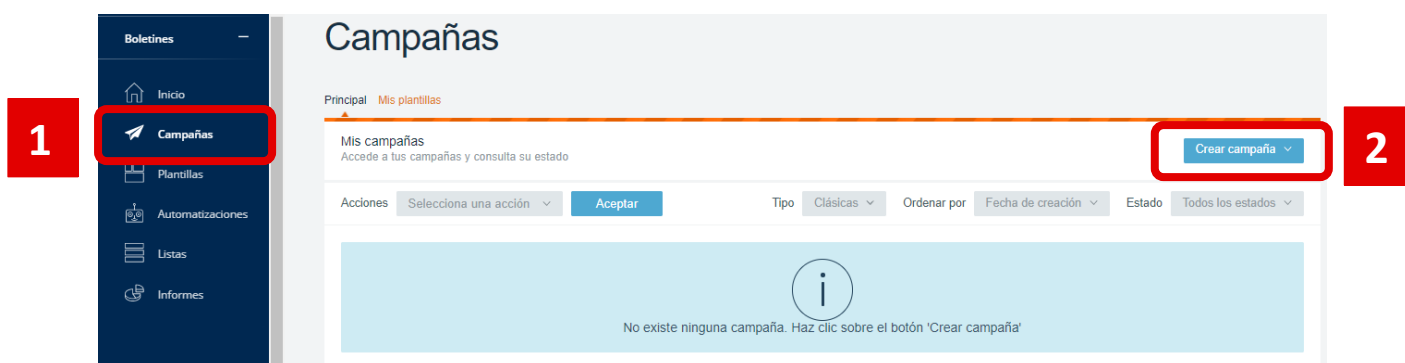 Boletines
Inicio
1
Campañas
Plantillas
Automatizaciones
Listas
Informes
Campañas
Principal Mis plantillas
Mis campañas
Accede a tus campañas y consulta su estado
Crear campaña
2
Acciones Selecciona una acción Aceptar Tipo Clásicas Ordenar por Fecha de creación Estado Todos los estados
i
No existe ninguna campaña. Haz clic sobre el botón 'Crear campaña'